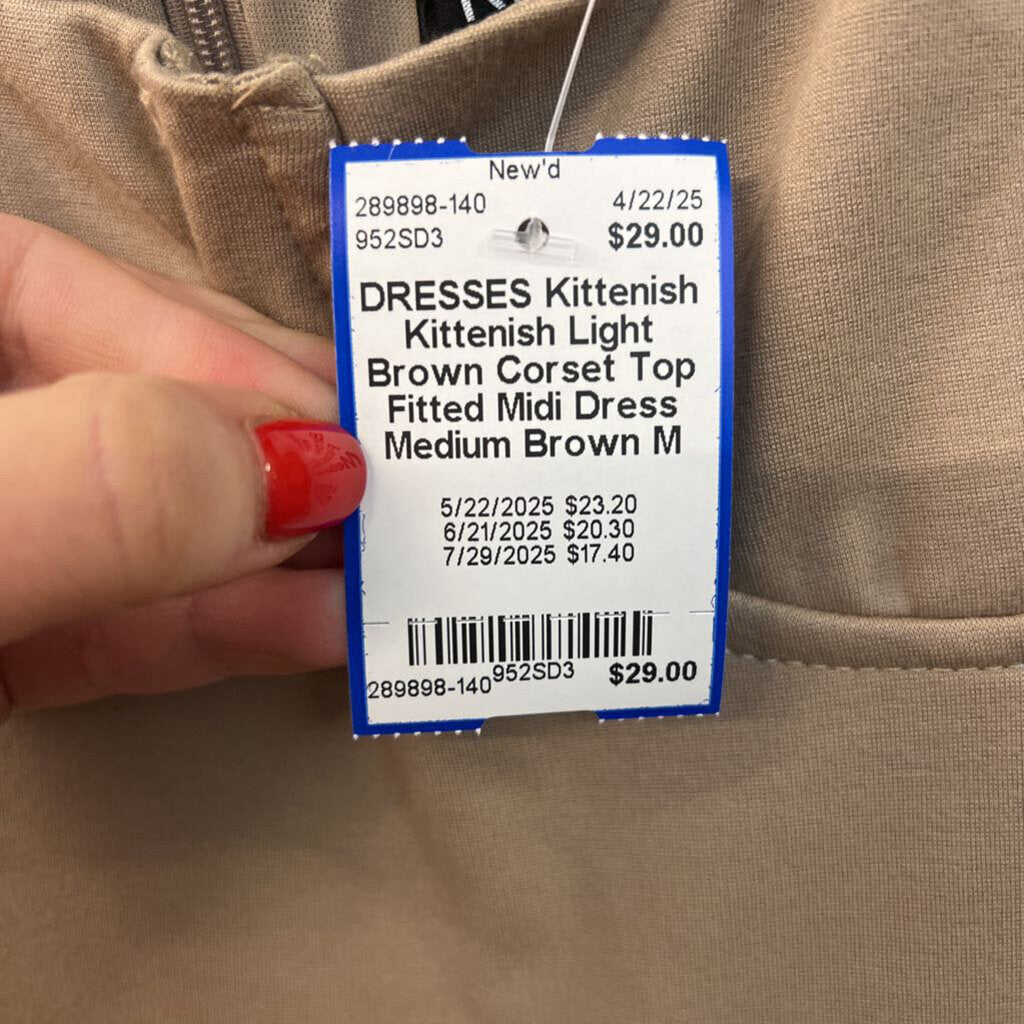 New'd
289898-140 4/22/25
952SD3 $29.00
DRESSES Kittenish
Kittenish Light
Brown Corset Top
Fitted Midi Dress
Medium Brown M
5/22/2025 $23.20
6/21/2025 $20.30
7/29/2025 $17.40
289898-140 952SD3 $29.00